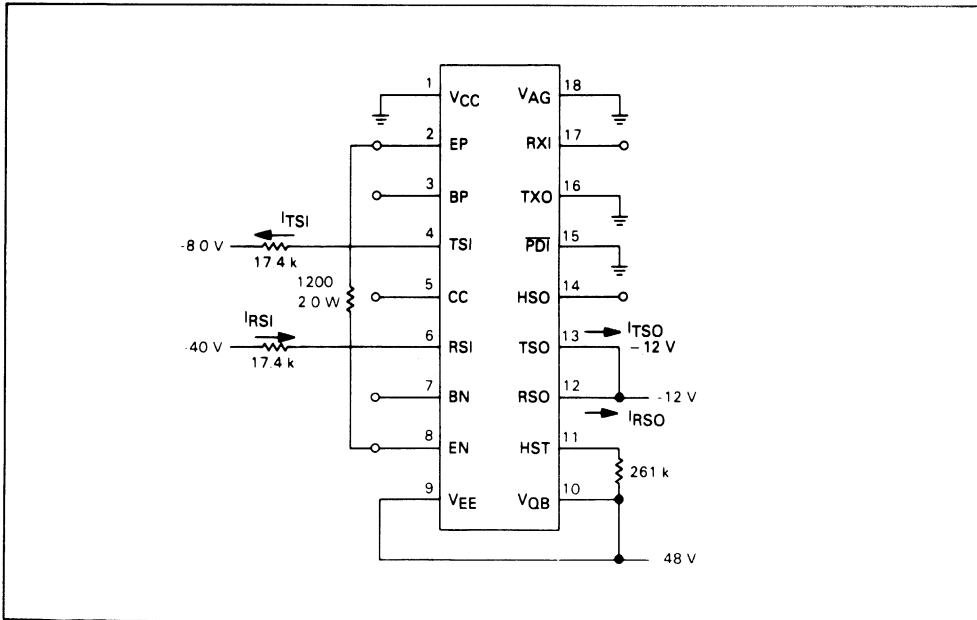 1 VCC VAG 18
2 EP RXI 17
3 BP TXO 16
ITSI
-8.0 V 17.4 k 4 TSI PDI 15
1200
2.0 W
5 CC HSO 14
IRSI
-40 V 17.4 k 6 RSI TSO 13 ITSO
-12 V
7 BN RSO 12 -12 V
IRSO
8 EN HST 11
261 k
9 VEE VQB 10
48 V